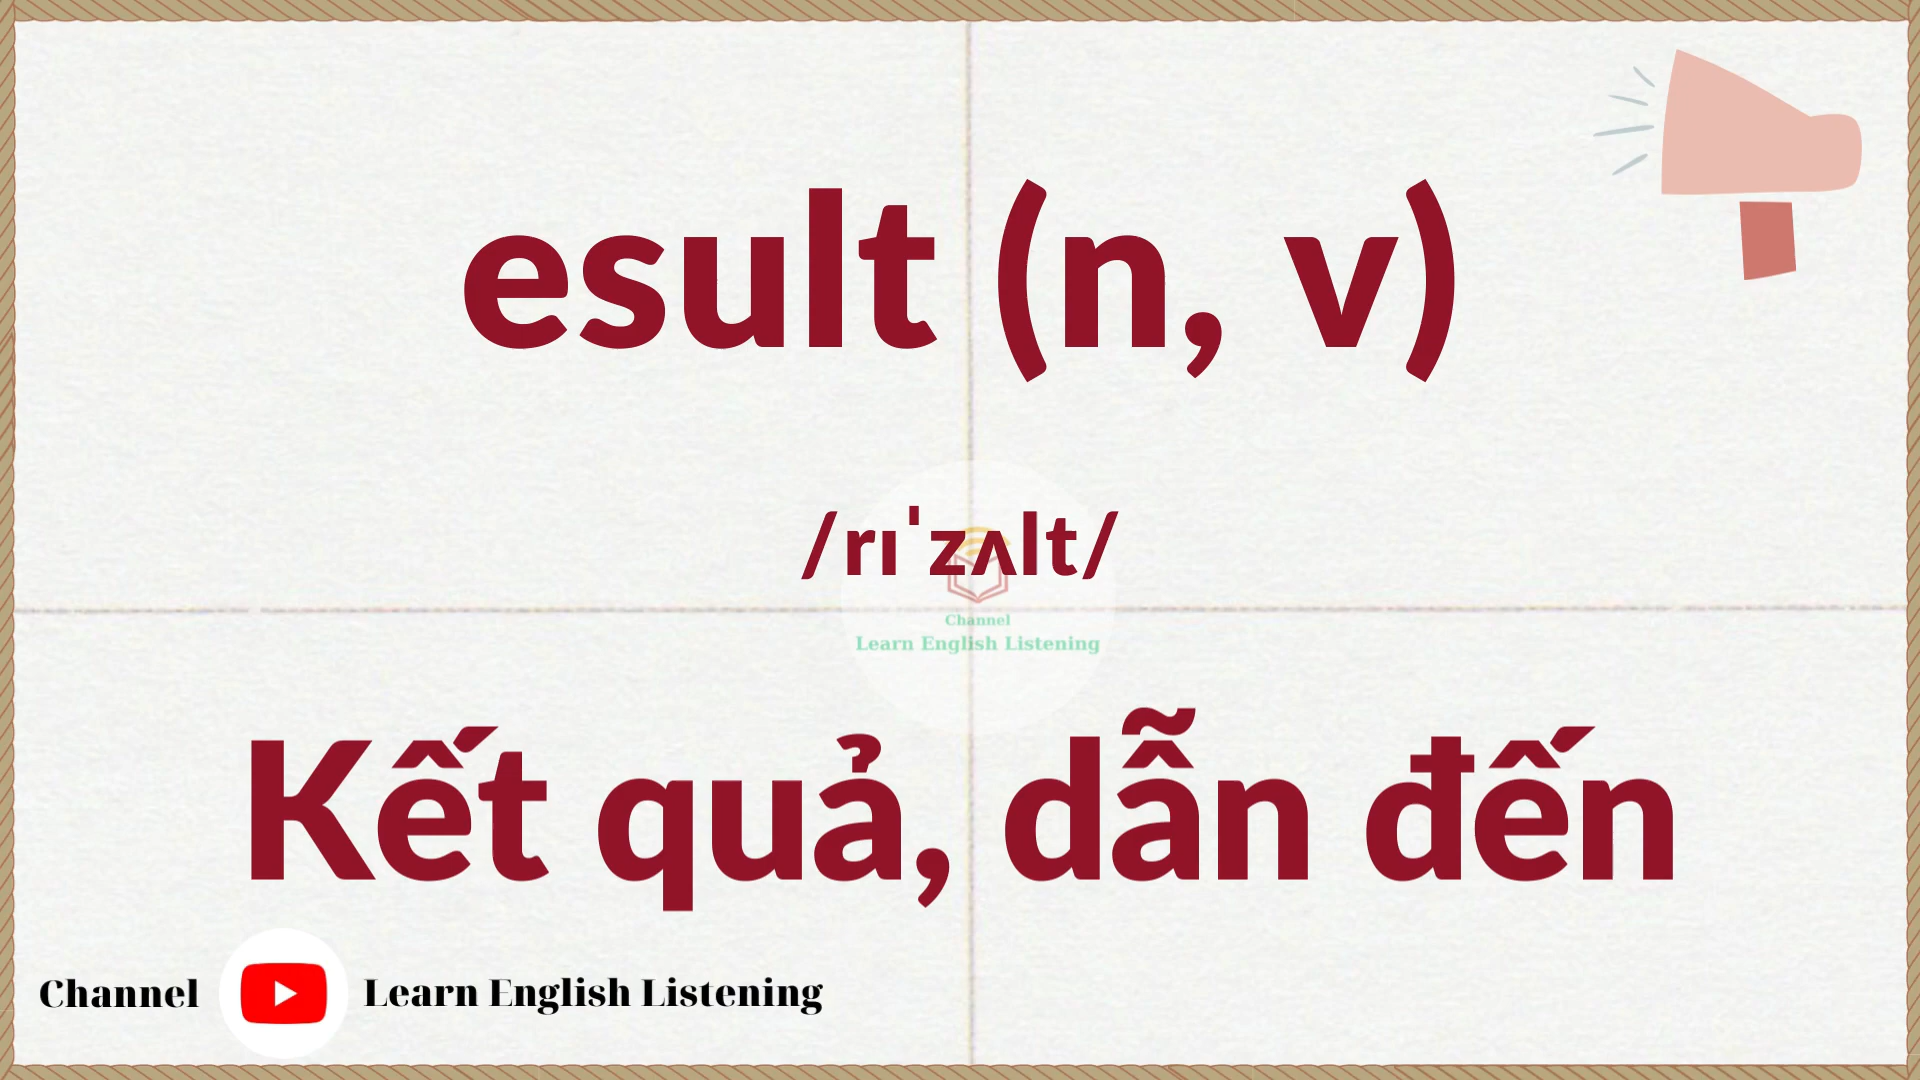 esult (n, v)
/rɪˈzʌlt/
Channel
Learn English Listening
Kết quả, dẫn đến
Channel Learn English Listening